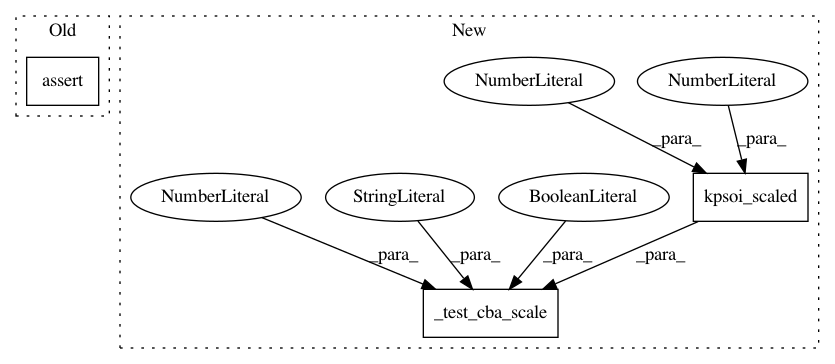 Old
New
assert
NumberLiteral
NumberLiteral
_para_
_para_
NumberLiteral
StringLiteral
BooleanLiteral
kpsoi_scaled
_para_
_para_
_para_
_para_
_test_cba_scale